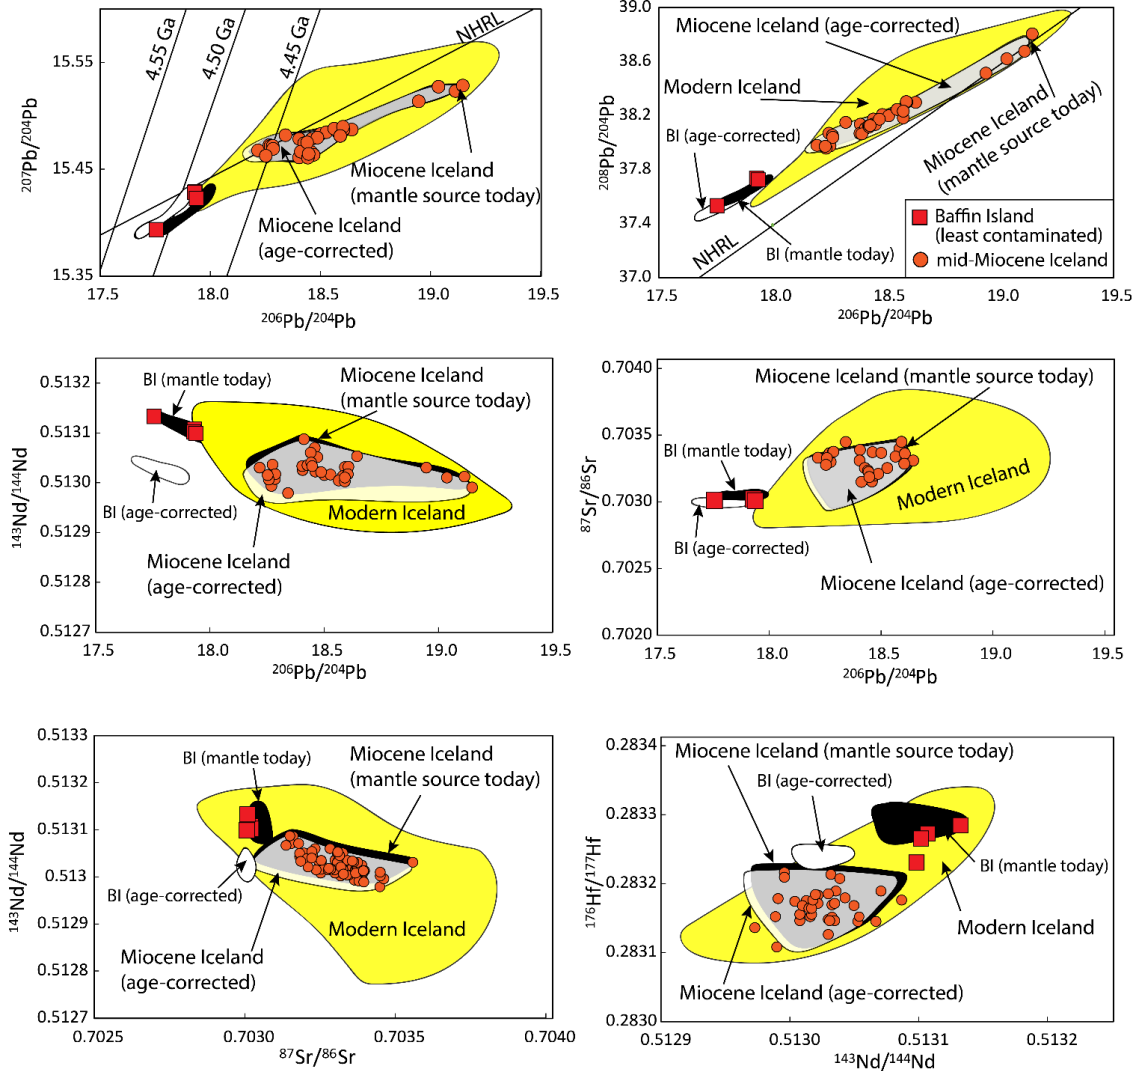 15.55
15.45
15.35
²⁰⁷Pb/²⁰⁴Pb
4.55 Ga
4.50 Ga
4.45 Ga
NHRL
Miocene Iceland
(mantle source today)
Miocene Iceland
(age-corrected)
17.5
18.0
18.5
19.0
19.5
²⁰⁶Pb/²⁰⁴Pb
39.0
38.6
38.2
37.8
37.4
37.0
²⁰⁸Pb/²⁰⁴Pb
Miocene Iceland (age-corrected)
Modern Iceland
BI (age-corrected)
Miocene Iceland
(mantle source today)
BI (mantle today)
NHRL
Baffin Island
(least contaminated)
mid-Miocene Iceland
17.5
18.0
18.5
19.0
19.5
²⁰⁶Pb/²⁰⁴Pb
0.5132
0.5131
0.5130
0.5129
0.5128
0.5127
¹⁴³Nd/¹⁴⁴Nd
BI (mantle today)
Miocene Iceland
(mantle source today)
BI (age-corrected)
Modern Iceland
Miocene Iceland
(age-corrected)
17.5
18.0
18.5
19.0
19.5
²⁰⁶Pb/²⁰⁴Pb
0.7040
0.7035
0.7030
0.7025
0.7020
⁸⁷Sr/⁸⁶Sr
Miocene Iceland (mantle source today)
BI (mantle today)
Modern Iceland
BI (age-corrected)
Miocene Iceland (age-corrected)
17.5
18.0
18.5
19.0
19.5
²⁰⁶Pb/²⁰⁴Pb
0.5133
0.5132
0.5131
0.513
0.5129
0.5128
0.5127
¹⁴³Nd/¹⁴⁴Nd
BI (mantle today)
Miocene Iceland
(mantle source today)
BI (age-corrected)
Modern Iceland
Miocene Iceland
(age-corrected)
0.7025
0.7030
0.7035
0.7040
⁸⁷Sr/⁸⁶Sr
0.2834
0.2833
0.2832
0.2831
0.2830
¹⁷⁶Hf/¹⁷⁷Hf
Miocene Iceland (mantle source today)
BI (age-corrected)
BI (mantle today)
Modern Iceland
Miocene Iceland (age-corrected)
0.5129
0.5130
0.5131
0.5132
¹⁴³Nd/¹⁴⁴Nd